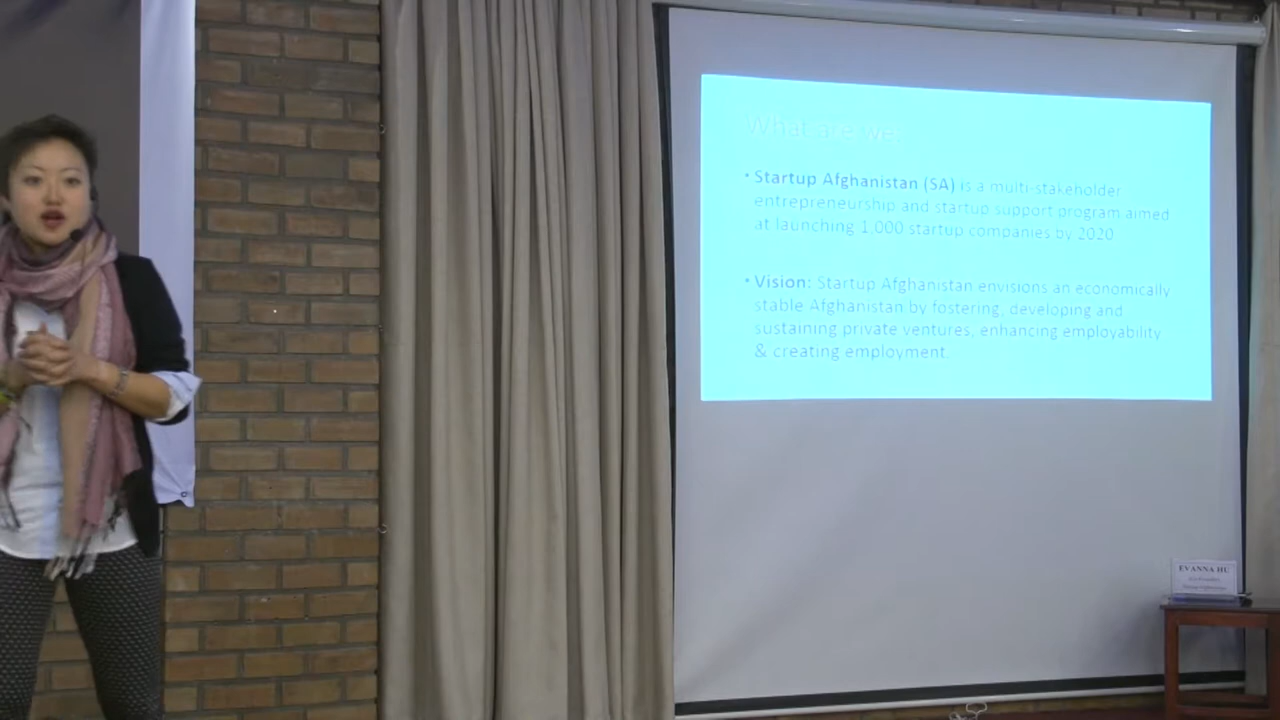 What are we:
• Startup Afghanistan (SA) is a multi-stakeholder
entrepreneurship and startup support program aimed
at launching 1,000 startup companies by 2020
• Vision: Startup Afghanistan envisions an economically
stable Afghanistan by fostering, developing and
sustaining private ventures, enhancing employability
& creating employment.
EVANNA HU